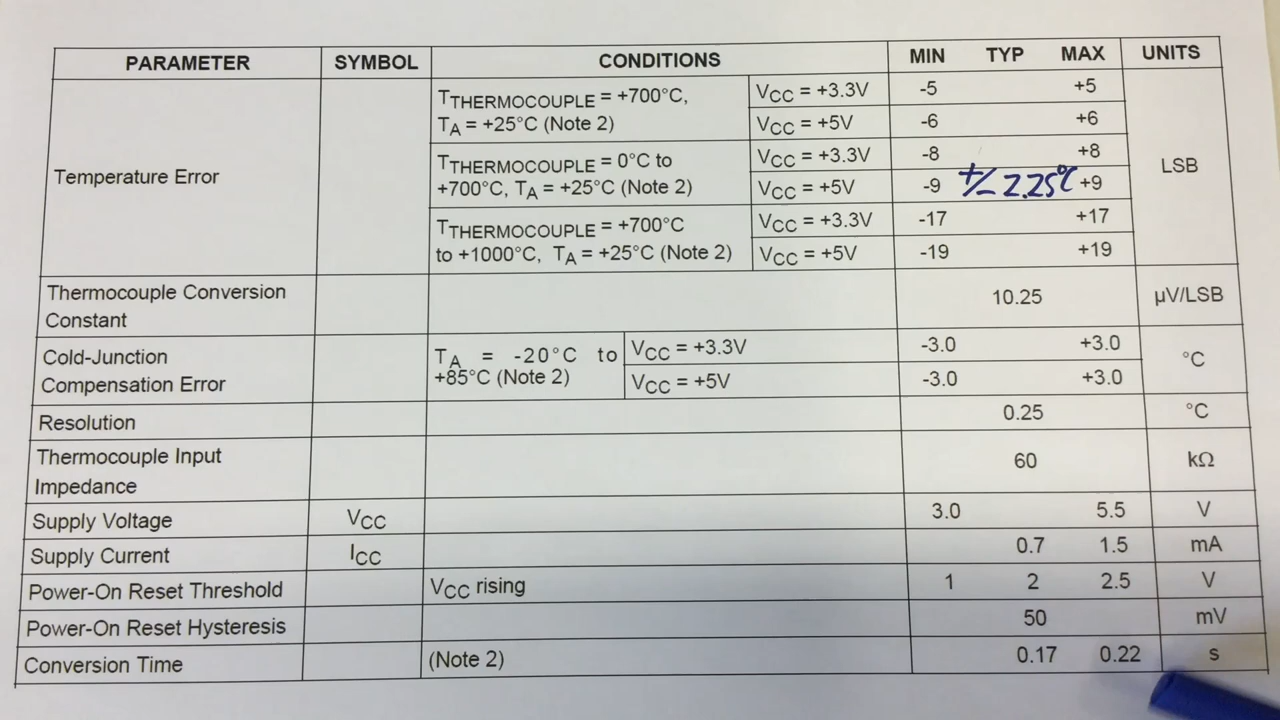 PARAMETER SYMBOL CONDITIONS MIN TYP MAX UNITS
Temperature Error
TTHERMOCOUPLE = +700°C, VCC = +3.3V -5 +5
TA = +25°C (Note 2) VCC = +5V -6 +6
TTHERMOCOUPLE = 0°C to VCC = +3.3V -8 +8
+700°C, TA = +25°C (Note 2) VCC = +5V -9 +/- 2.25°C +9
LSB
TTHERMOCOUPLE = +700°C VCC = +3.3V -17 +17
to +1000°C, TA = +25°C (Note 2) VCC = +5V -19 +19
Thermocouple Conversion
Constant 10.25 µV/LSB
Cold-Junction TA = -20°C to VCC = +3.3V -3.0 +3.0
Compensation Error +85°C (Note 2) VCC = +5V -3.0 +3.0
°C
Resolution 0.25 °C
Thermocouple Input
Impedance 60 kΩ
Supply Voltage VCC 3.0 5.5 V
Supply Current ICC 0.7 1.5 mA
Power-On Reset Threshold VCC rising 1 2 2.5 V
Power-On Reset Hysteresis 50 mV
Conversion Time (Note 2) 0.17 0.22 s